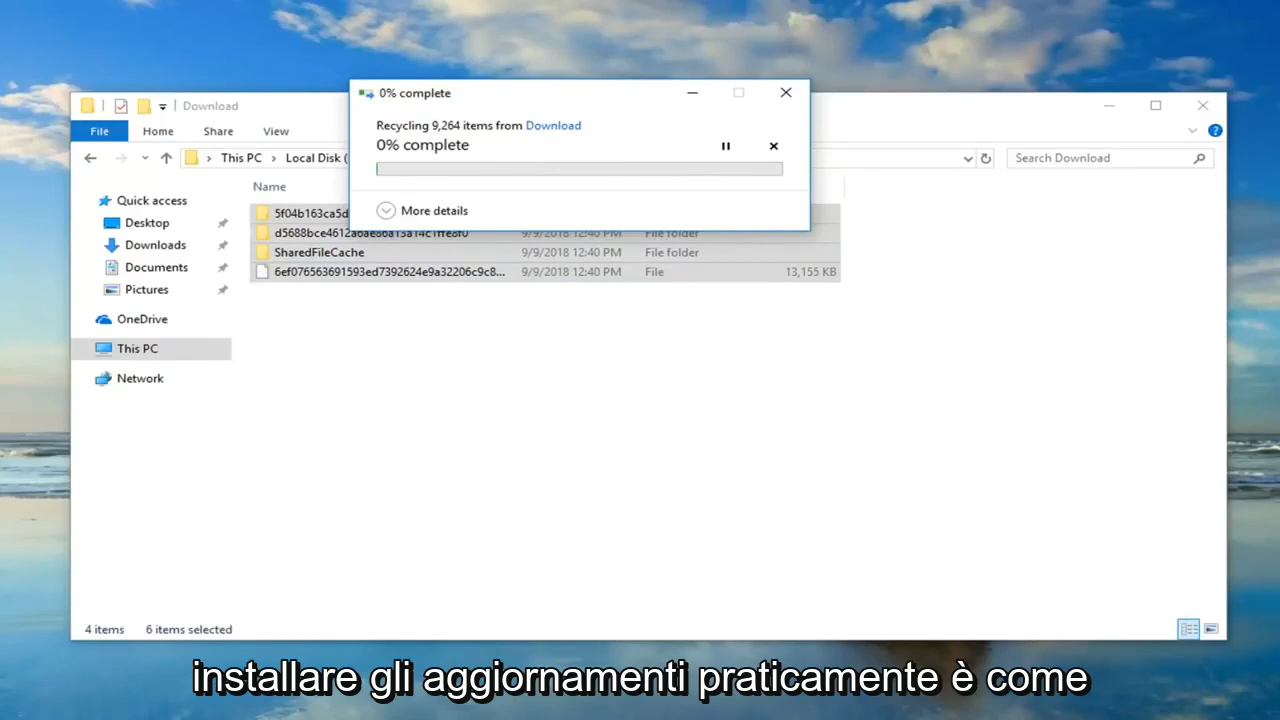 0% complete
Recycling 9,264 items from Download
0% complete
More details
Download
File Home Share View
This PC > Local Disk (
Search Download
Name
Quick access
Desktop
Downloads
Documents
Pictures
OneDrive
This PC
Network
5f04b163ca5d
9/9/2018 12:40 PM File folder
SharedFileCache 9/9/2018 12:40 PM File folder
6ef076563691593ed7392624e9a32206c9c8... 9/9/2018 12:40 PM File 13,155 KB
4 items 6 items selected
installare gli aggiornamenti praticamente è come